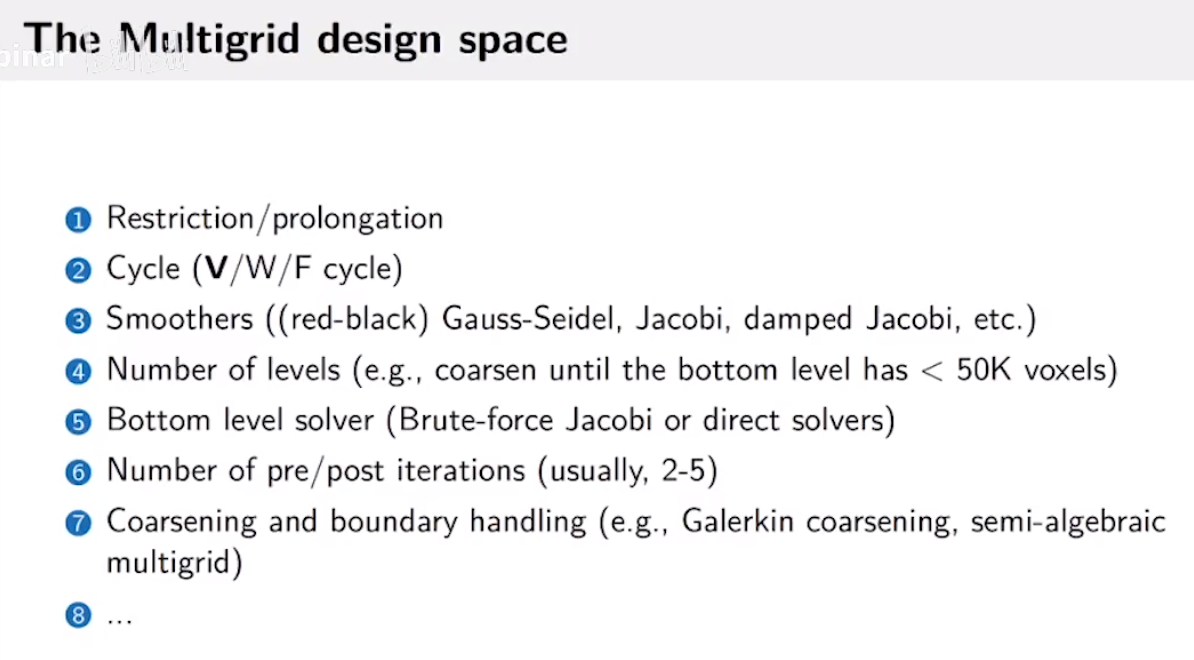 The Multigrid design space
binar
1 Restriction/prolongation
2 Cycle (V/W/F cycle)
3 Smoothers ((red-black) Gauss-Seidel, Jacobi, damped Jacobi, etc.)
4 Number of levels (e.g., coarsen until the bottom level has < 50K voxels)
5 Bottom level solver (Brute-force Jacobi or direct solvers)
6 Number of pre/post iterations (usually, 2-5)
7 Coarsening and boundary handling (e.g., Galerkin coarsening, semi-algebraic
multigrid)
8 ...